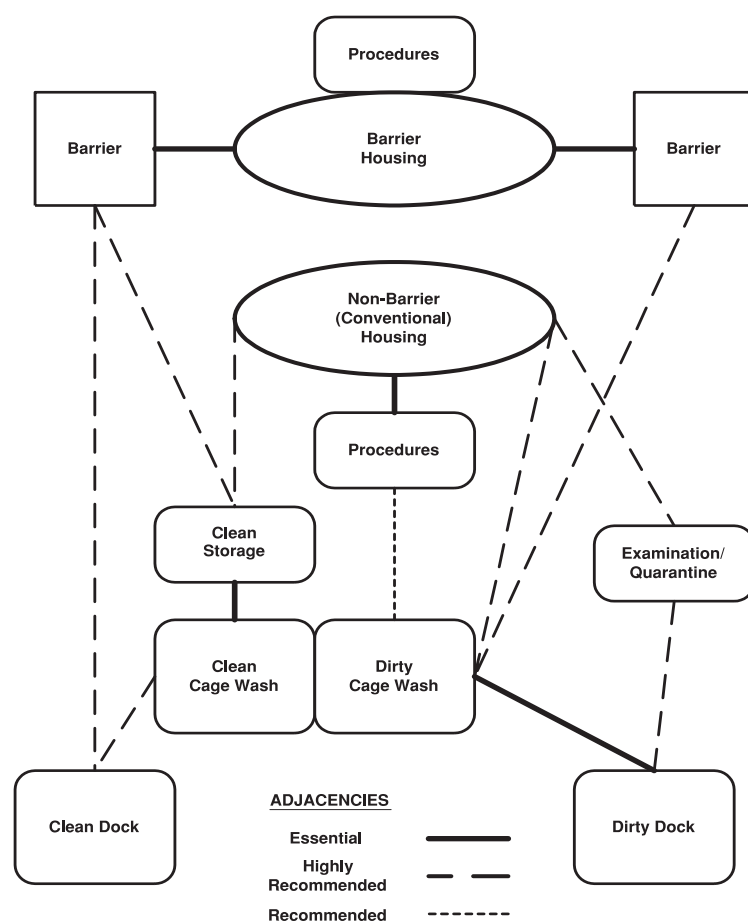 Procedures
Barrier
Barrier
Housing
Barrier
Non-Barrier
(Conventional)
Housing
Procedures
Clean
Storage
Examination/
Quarantine
Clean
Cage Wash
Dirty
Cage Wash
Clean Dock
Dirty Dock
ADJACENCIES
Essential
Highly
Recommended
Recommended